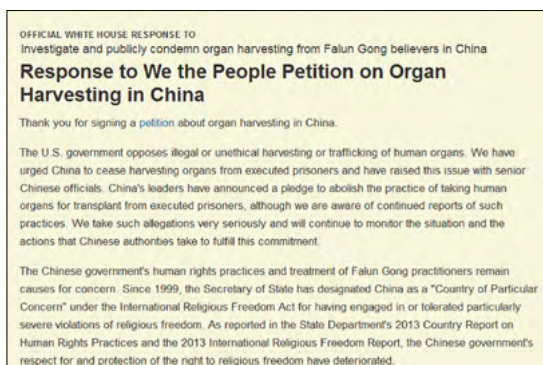 OFFICIAL WHITE HOUSE RESPONSE TO
Investigate and publicly condemn organ harvesting from Falun Gong believers in China
Response to We the People Petition on Organ
Harvesting in China
Thank you for signing a petition about organ harvesting in China.
The U.S. government opposes illegal or unethical harvesting or trafficking of human organs. We have
urged China to cease harvesting organs from executed prisoners and have raised this issue with senior
Chinese officials. China's leaders have announced a pledge to abolish the practice of taking human
organs for transplant from executed prisoners, although we are aware of continued reports of such
practices. We take such allegations very seriously and will continue to monitor the situation and the
actions that Chinese authorities take to fulfill this commitment.
The Chinese government's human rights practices and treatment of Falun Gong practitioners remain
causes for concern. Since 1999, the Secretary of State has designated China as a "Country of Particular
Concern" under the International Religious Freedom Act for having engaged in or tolerated particularly
severe violations of religious freedom. As reported in the State Department's 2013 Country Report on
Human Rights Practices and the 2013 International Religious Freedom Report, the Chinese government's
respect for and protection of the right to religious freedom have deteriorated.